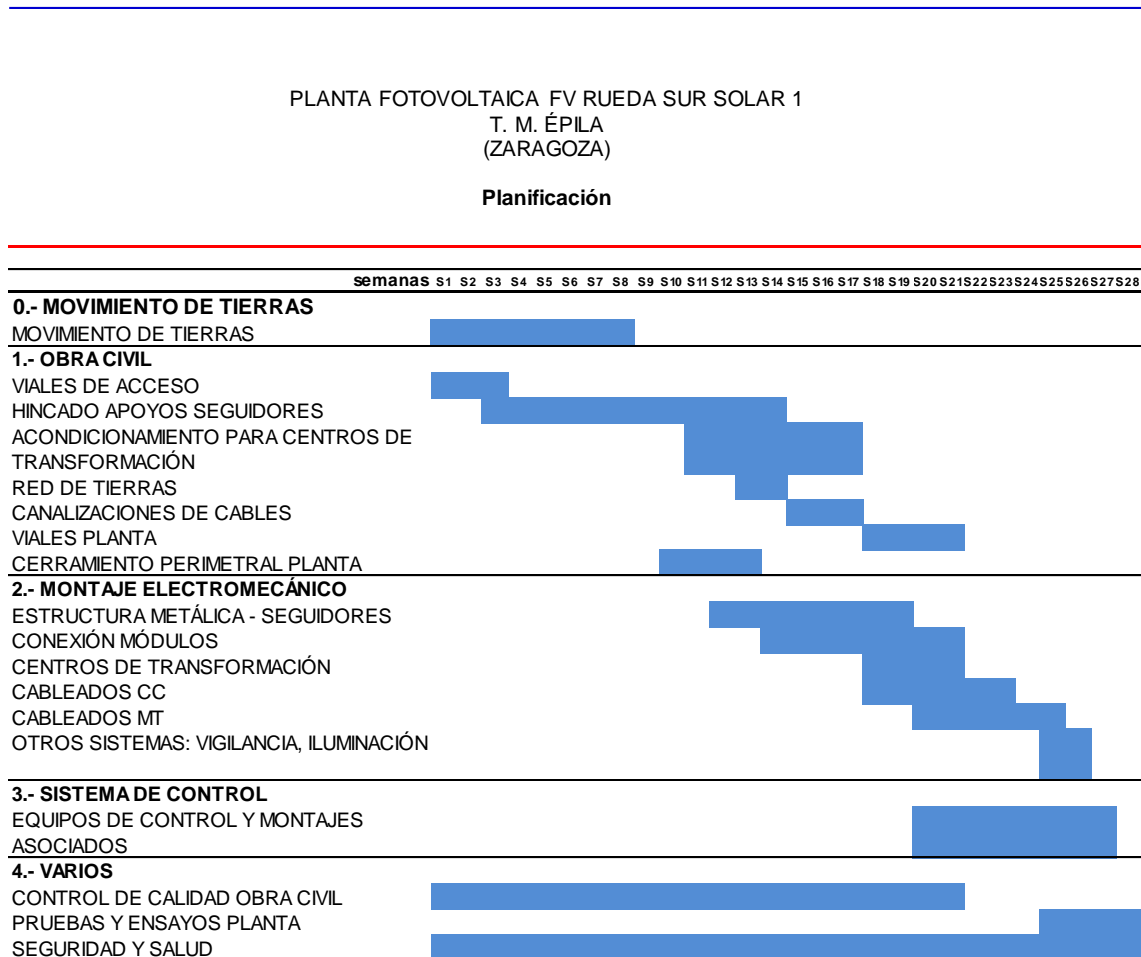 PLANTA FOTOVOLTAICA FV RUEDA SUR SOLAR 1
T. M. ÉPILA
(ZARAGOZA)
Planificación
semanas S1 S2 S3 S4 S5 S6 S7 S8 S9 S10 S11 S12 S13 S14 S15 S16 S17 S18 S19 S20 S21 S22 S23 S24 S25 S26 S27 S28
0.- MOVIMIENTO DE TIERRAS
MOVIMIENTO DE TIERRAS
1.- OBRA CIVIL
VIALES DE ACCESO
HINCADO APOYOS SEGUIDORES
ACONDICIONAMIENTO PARA CENTROS DE
TRANSFORMACIÓN
RED DE TIERRAS
CANALIZACIONES DE CABLES
VIALES PLANTA
CERRAMIENTO PERIMETRAL PLANTA
2.- MONTAJE ELECTROMECÁNICO
ESTRUCTURA METÁLICA - SEGUIDORES
CONEXIÓN MÓDULOS
CENTROS DE TRANSFORMACIÓN
CABLEADOS CC
CABLEADOS MT
OTROS SISTEMAS: VIGILANCIA, ILUMINACIÓN
3.- SISTEMA DE CONTROL
EQUIPOS DE CONTROL Y MONTAJES
ASOCIADOS
4.- VARIOS
CONTROL DE CALIDAD OBRA CIVIL
PRUEBAS Y ENSAYOS PLANTA
SEGURIDAD Y SALUD